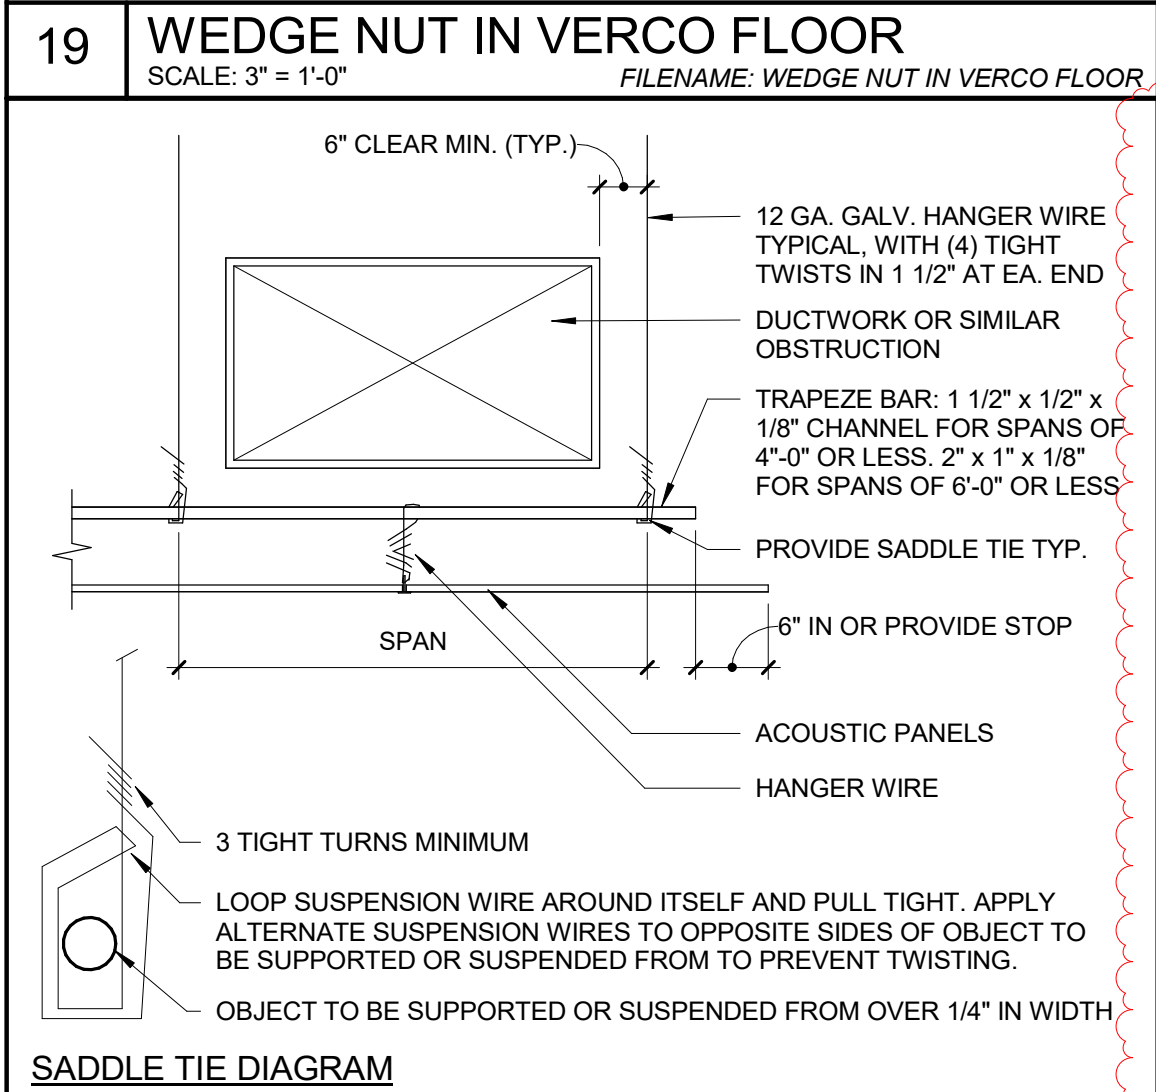 19
WEDGE NUT IN VERCO FLOOR
SCALE: 3" = 1'-0"
FILENAME: WEDGE NUT IN VERCO FLOOR
6" CLEAR MIN. (TYP.)
12 GA. GALV. HANGER WIRE
TYPICAL, WITH (4) TIGHT
TWISTS IN 1 1/2" AT EA. END
DUCTWORK OR SIMILAR
OBSTRUCTION
TRAPEZE BAR: 1 1/2" x 1/2" x
1/8" CHANNEL FOR SPANS OF
4"-0" OR LESS. 2" x 1" x 1/8"
FOR SPANS OF 6'-0" OR LESS
PROVIDE SADDLE TIE TYP.
6" IN OR PROVIDE STOP
SPAN
ACOUSTIC PANELS
HANGER WIRE
3 TIGHT TURNS MINIMUM
LOOP SUSPENSION WIRE AROUND ITSELF AND PULL TIGHT. APPLY
ALTERNATE SUSPENSION WIRES TO OPPOSITE SIDES OF OBJECT TO
BE SUPPORTED OR SUSPENDED FROM TO PREVENT TWISTING.
OBJECT TO BE SUPPORTED OR SUSPENDED FROM OVER 1/4" IN WIDTH
SADDLE TIE DIAGRAM